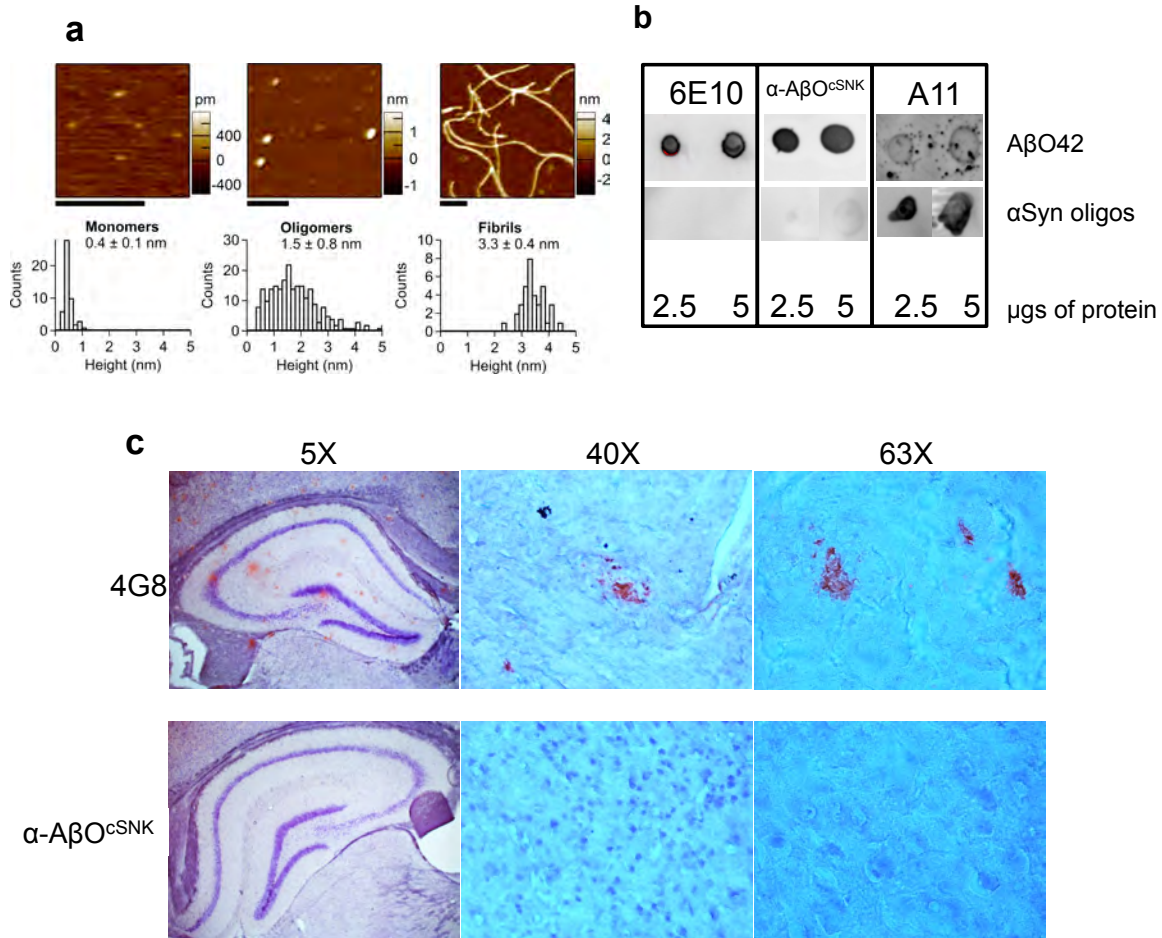 a
pm
400
0
-400
nm
1
0
-1
nm
4
2
0
-2
Monomers
0.4 ± 0.1 nm
Oligomers
1.5 ± 0.8 nm
Fibrils
3.3 ± 0.4 nm
Counts
20
10
0
0 1 2 3 4 5
Height (nm)
Counts
30
20
10
0
0 1 2 3 4 5
Height (nm)
Counts
10
8
6
4
2
0
0 1 2 3 4 5
Height (nm)
b
6E10 α-AβOcSNK A11
AβO42
αSyn oligos
2.5 5 2.5 5 2.5 5 µgs of protein
c
5X 40X 63X
4G8
α-AβOcSNK